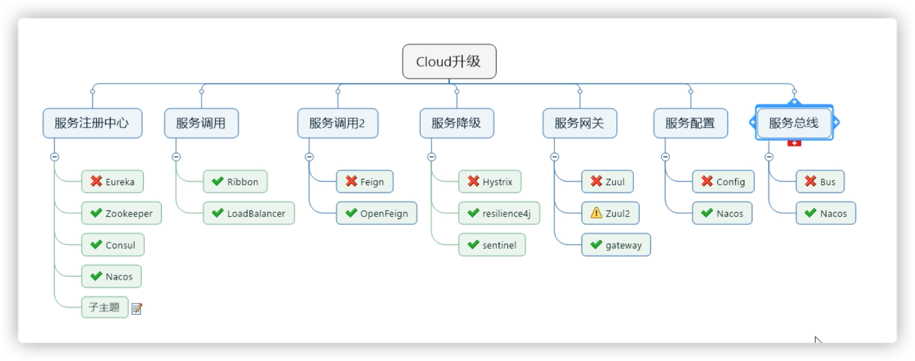 Cloud升级
服务注册中心
服务调用
服务调用2
服务降级
服务网关
服务配置
服务总线
Eureka
Zookeeper
Consul
Nacos
子主题
Ribbon
LoadBalancer
Feign
OpenFeign
Hystrix
resilience4j
sentinel
Zuul
Zuul2
gateway
Config
Nacos
Bus
Nacos